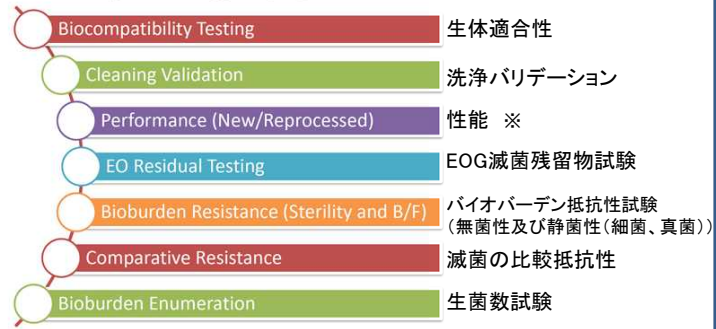 Biocompatibility Testing 生体適合性
Cleaning Validation 洗浄バリデーション
Performance (New/Reprocessed) 性能 ※
EO Residual Testing EOG滅菌残留物試験
Bioburden Resistance (Sterility and B/F) バイオバーデン抵抗性試験
(無菌性及び静菌性(細菌、真菌))
Comparative Resistance 滅菌の比較抵抗性
Bioburden Enumeration 生菌数試験